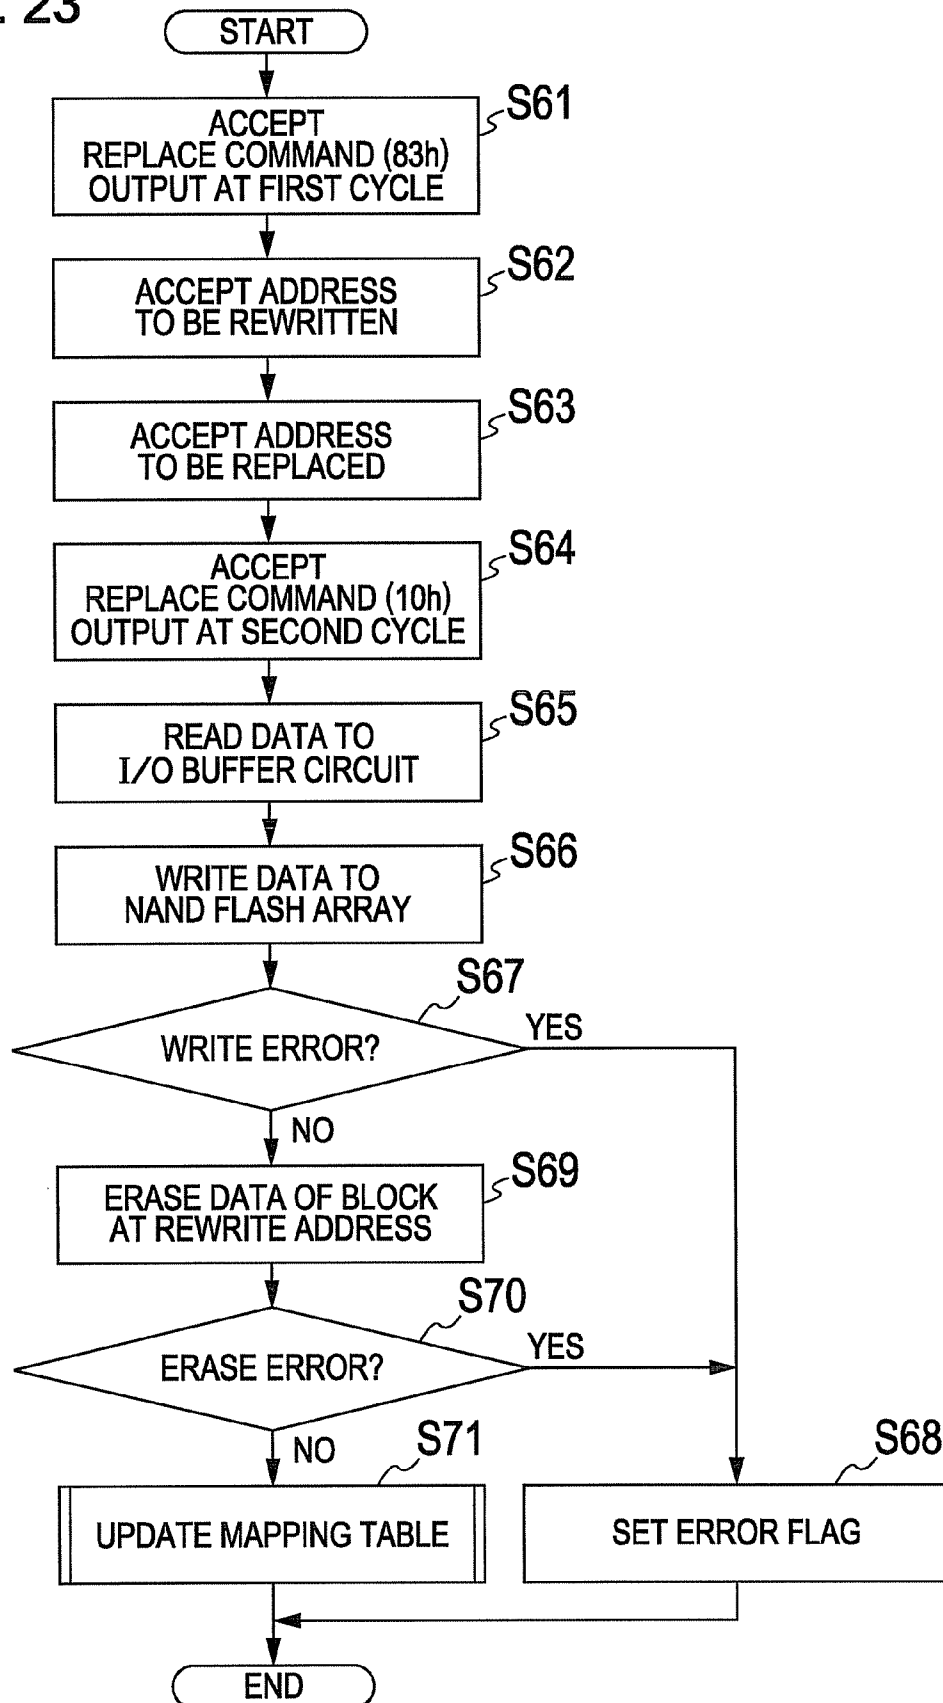 . 23
START
S61
ACCEPT
REPLACE COMMAND (83h)
OUTPUT AT FIRST CYCLE
S62
ACCEPT ADDRESS
TO BE REWRITTEN
S63
ACCEPT ADDRESS
TO BE REPLACED
S64
ACCEPT
REPLACE COMMAND (10h)
OUTPUT AT SECOND CYCLE
S65
READ DATA TO
I/O BUFFER CIRCUIT
S66
WRITE DATA TO
NAND FLASH ARRAY
S67
WRITE ERROR?
YES
NO
S69
ERASE DATA OF BLOCK
AT REWRITE ADDRESS
S70
ERASE ERROR?
YES
NO
S71
UPDATE MAPPING TABLE
S68
SET ERROR FLAG
END